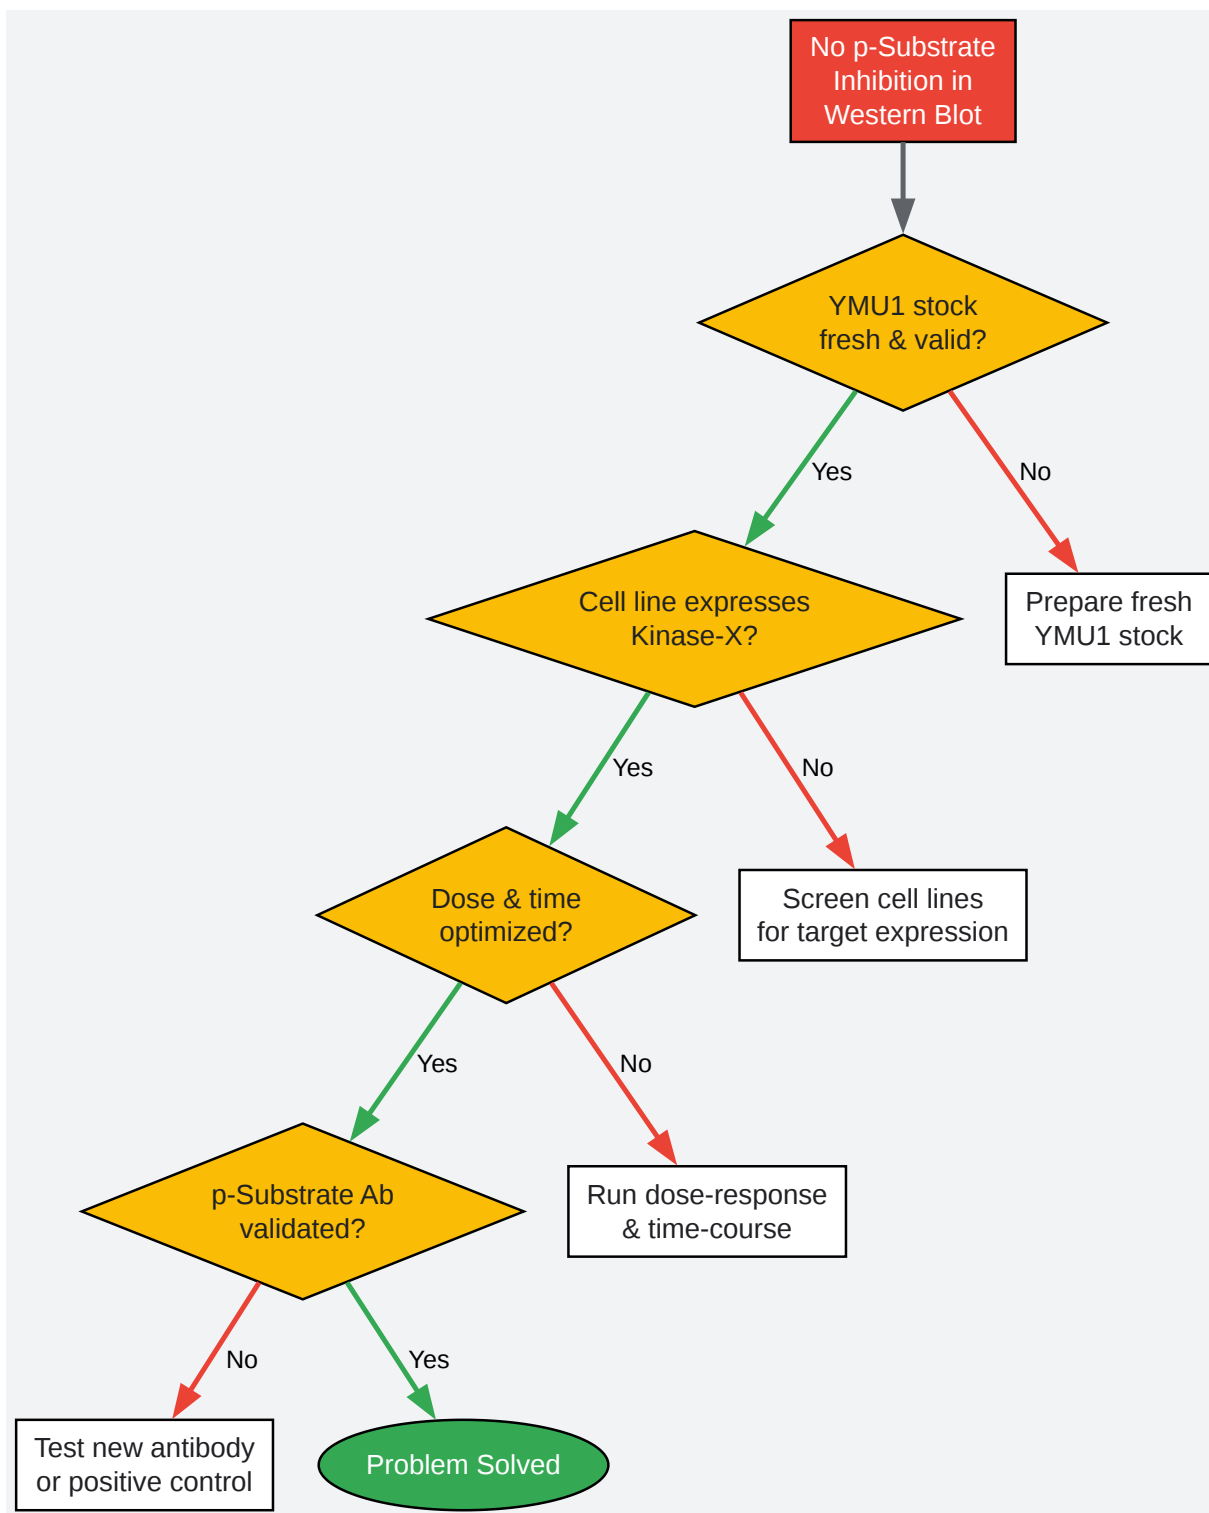 No p-Substrate
Inhibition in
Western Blot
YMU1 stock
fresh & valid?
Yes
No
Cell line expresses
Kinase-X?
Prepare fresh
YMU1 stock
Yes
No
Dose & time
optimized?
Screen cell lines
for target expression
Yes
No
p-Substrate Ab
validated?
Run dose-response
& time-course
No
Yes
Test new antibody
or positive control
Problem Solved